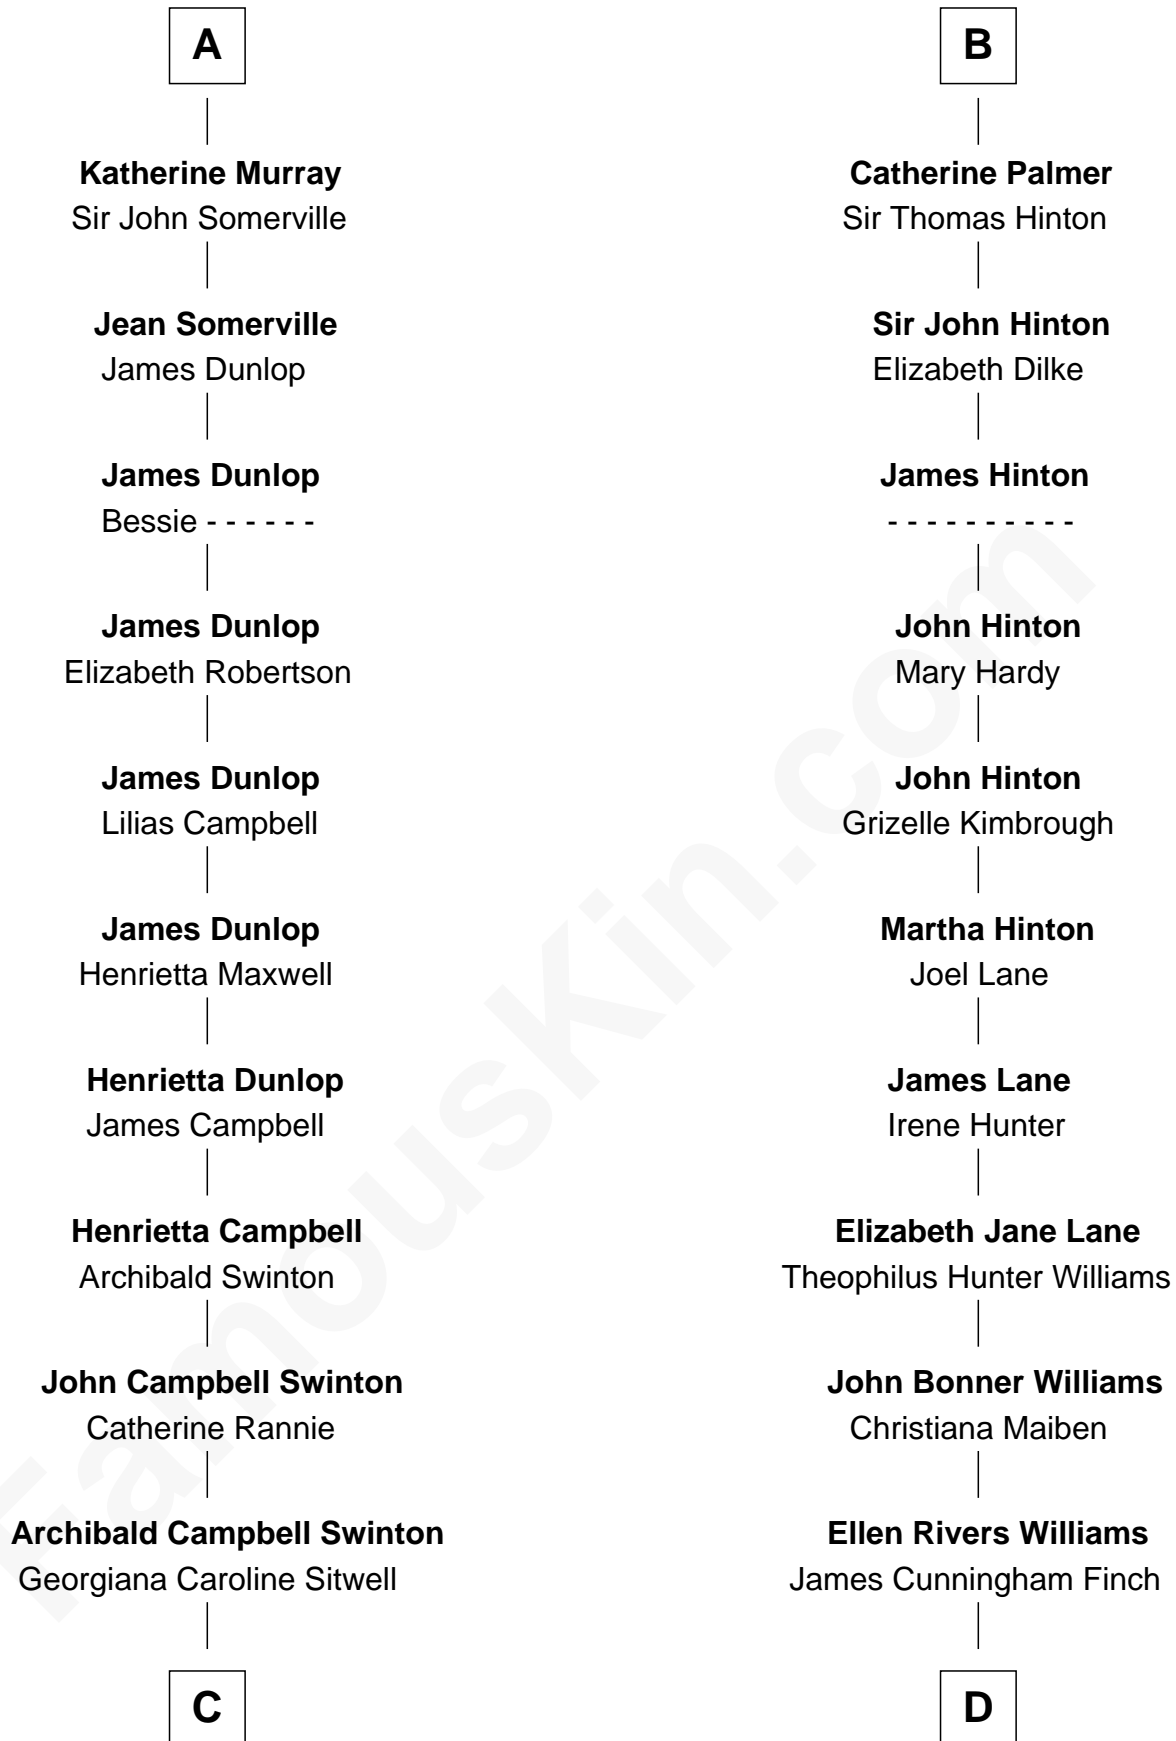 A
Katherine Murray
Sir John Somerville
Jean Somerville
James Dunlop
James Dunlop
Bessie - - - - - -
James Dunlop
Elizabeth Robertson
James Dunlop
Lilias Campbell
James Dunlop
Henrietta Maxwell
Henrietta Dunlop
James Campbell
Henrietta Campbell
Archibald Swinton
John Campbell Swinton
Catherine Rannie
Archibald Campbell Swinton
Georgiana Caroline Sitwell
C
B
Catherine Palmer
Sir Thomas Hinton
Sir John Hinton
Elizabeth Dilke
James Hinton
- - - - - - - - - -
John Hinton
Mary Hardy
John Hinton
Grizelle Kimbrough
Martha Hinton
Joel Lane
James Lane
Irene Hunter
Elizabeth Jane Lane
Theophilus Hunter Williams
John Bonner Williams
Christiana Maiben
Ellen Rivers Williams
James Cunningham Finch
D
FamousKin.com